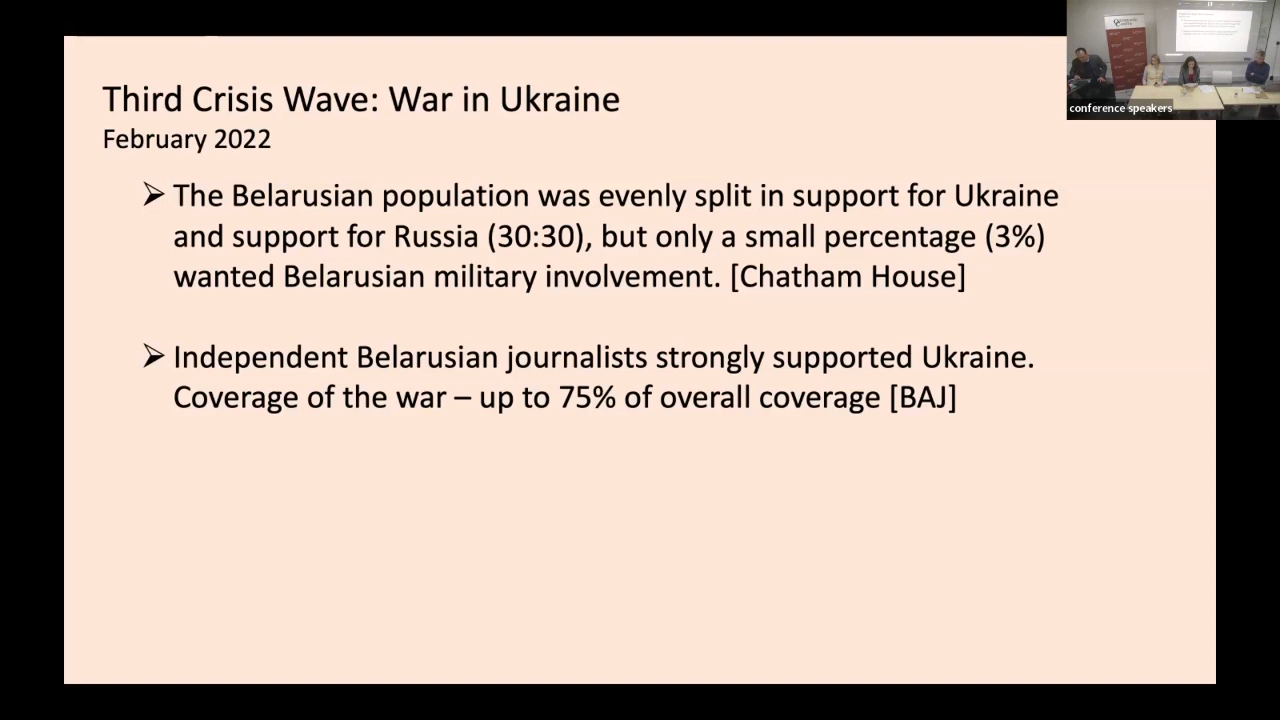 Third Crisis Wave: War in Ukraine
February 2022
➢ The Belarusian population was evenly split in support for Ukraine
and support for Russia (30:30), but only a small percentage (3%)
wanted Belarusian military involvement. [Chatham House]
➢ Independent Belarusian journalists strongly supported Ukraine.
Coverage of the war – up to 75% of overall coverage [BAJ]
conference speakers